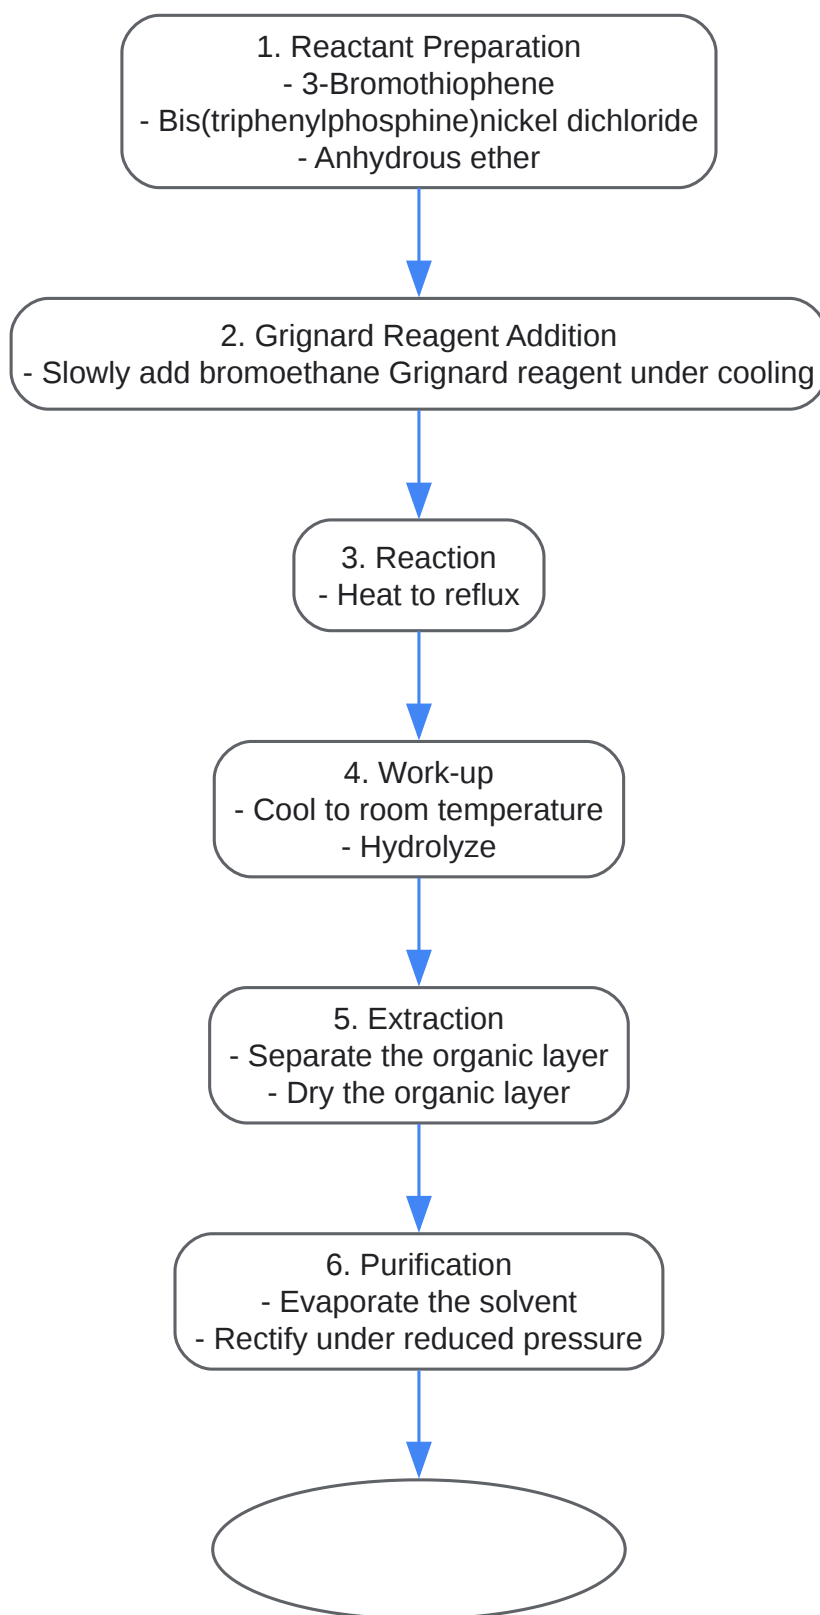 1. Reactant Preparation
- 3-Bromothiophene
- Bis(triphenylphosphine)nickel dichloride
- Anhydrous ether
2. Grignard Reagent Addition
- Slowly add bromoethane Grignard reagent under cooling
3. Reaction
- Heat to reflux
4. Work-up
- Cool to room temperature
- Hydrolyze
5. Extraction
- Separate the organic layer
- Dry the organic layer
6. Purification
- Evaporate the solvent
- Rectify under reduced pressure